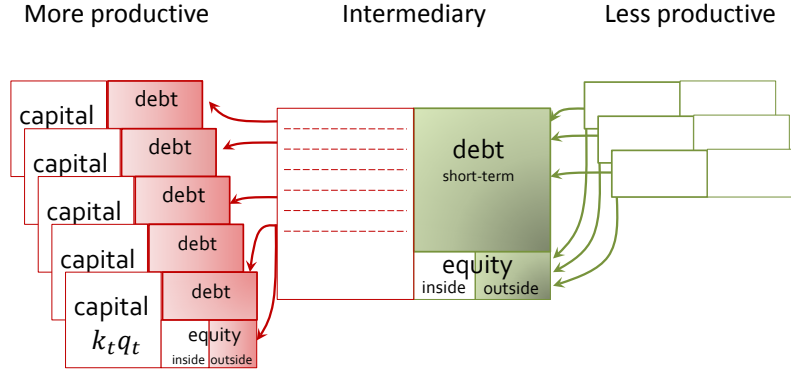 More productive
Intermediary
Less productive
capital
debt
capital
debt
capital
debt
capital
debt
capital
debt
k_t q_t
equity
inside outside
debt
short-term
equity
inside outside